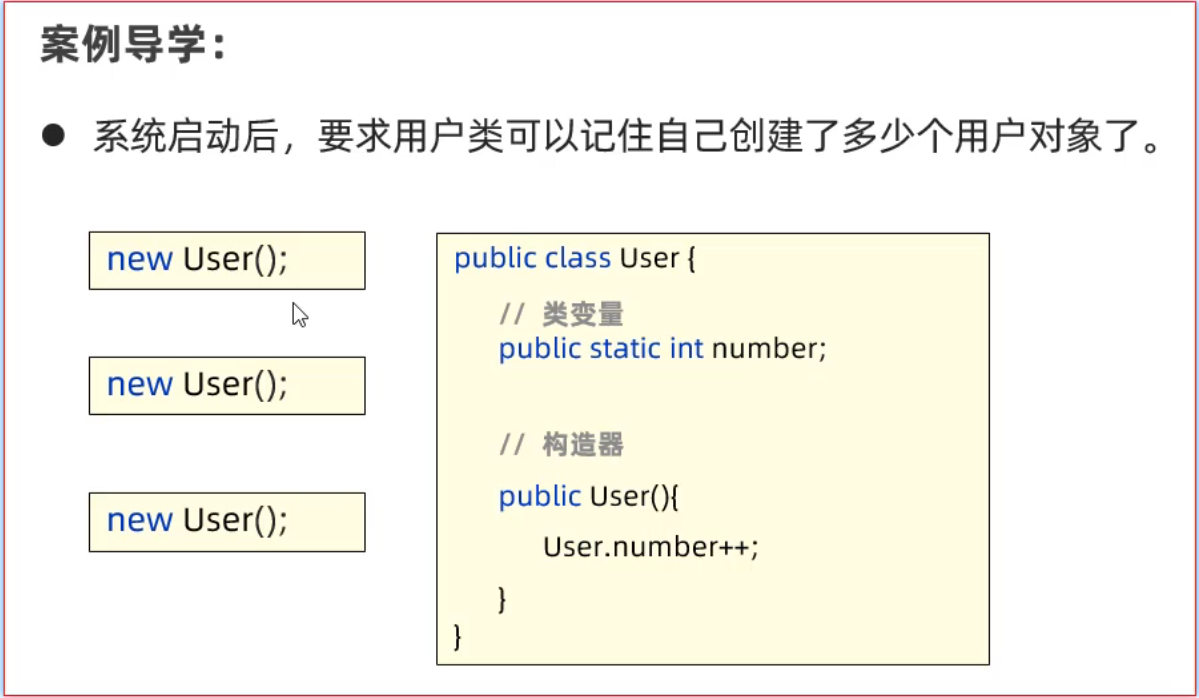 案例导学：
● 系统启动后，要求用户类可以记住自己创建了多少个用户对象了。
new User();
new User();
new User();
public class User {
// 类变量
public static int number;
// 构造器
public User(){
User.number++;
}
}